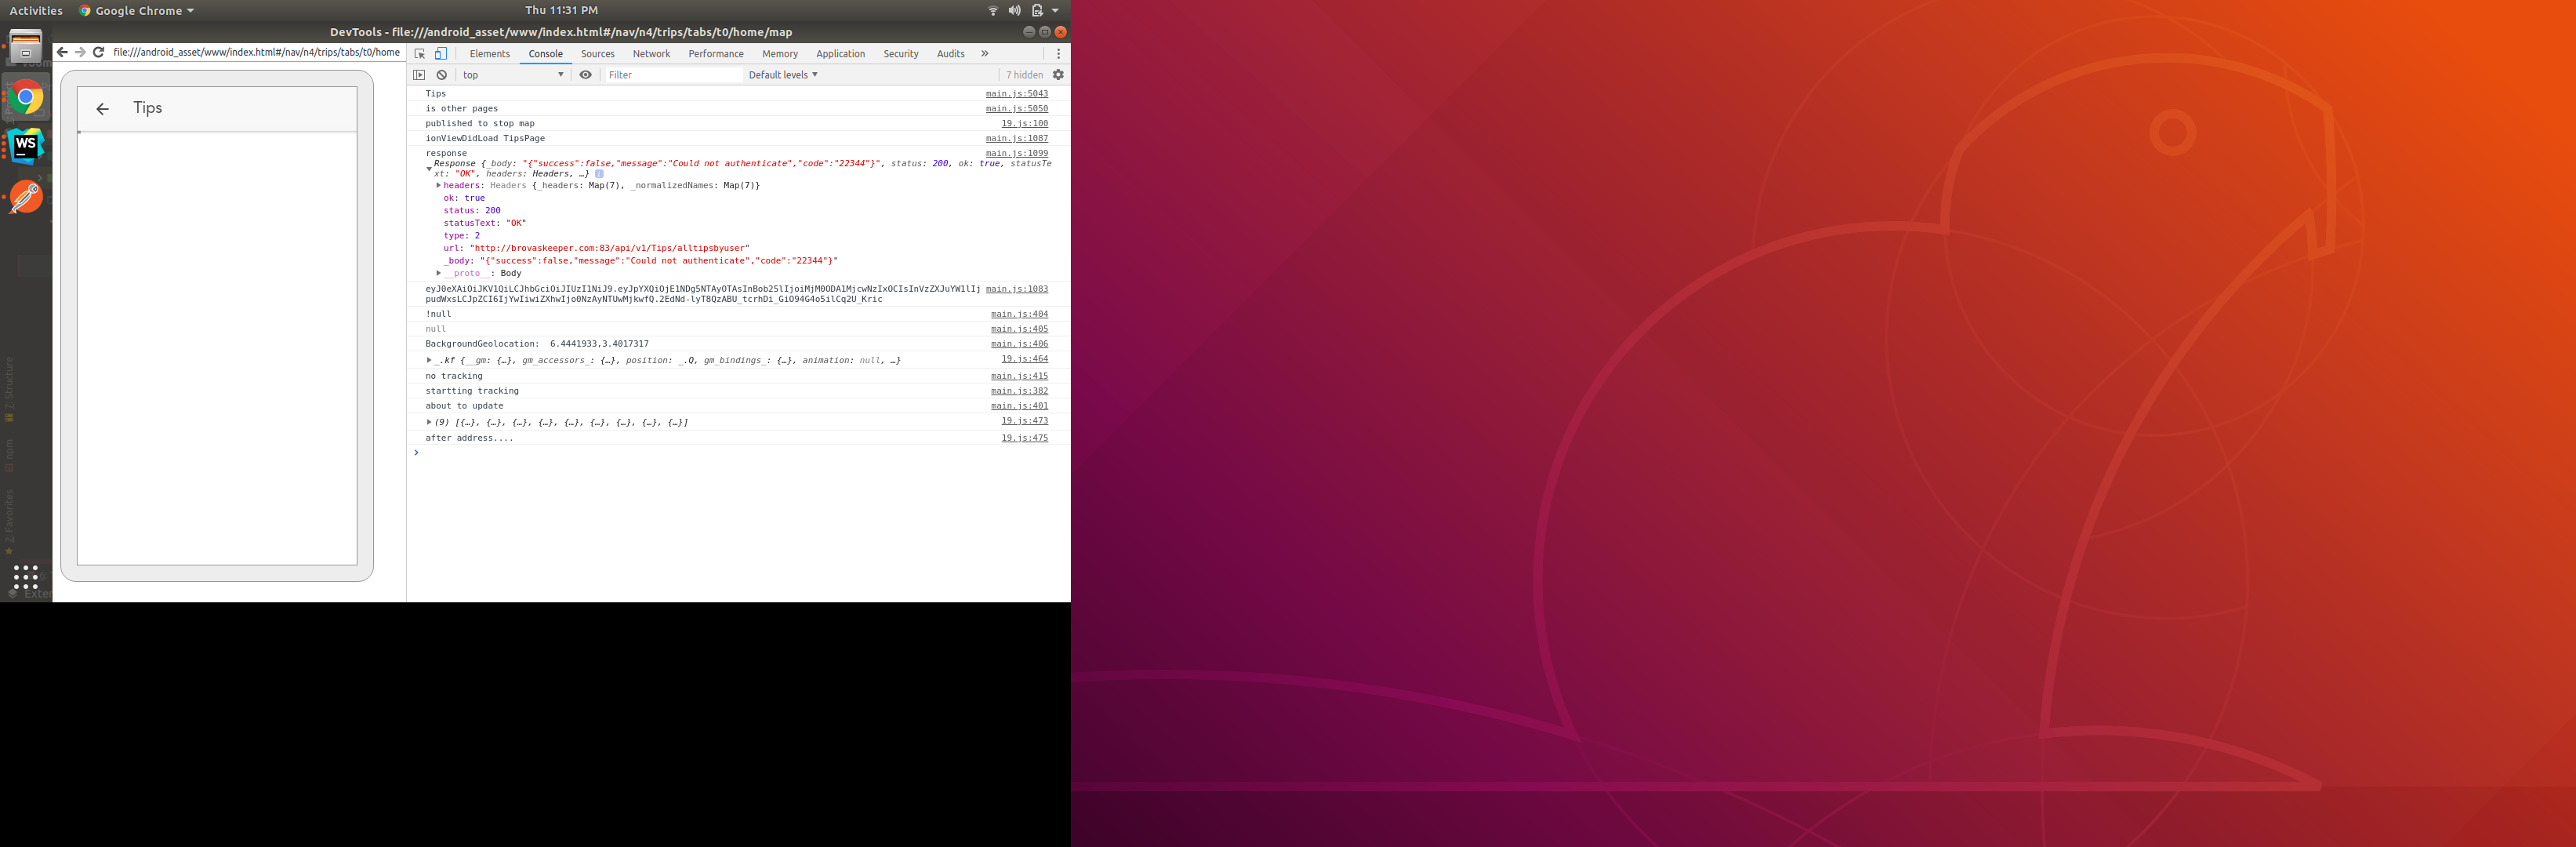 Activities
Google Chrome
Thu 11:31 PM
DevTools - file:///android_asset/www/index.html#/nav/n4/trips/tabs/t0/home/map
file:///android_asset/www/index.html#/nav/n4/trips/tabs/t0/home
Elements Console Sources Network Performance Memory Application Security Audits »
top Filter Default levels 7 hidden
Tips
WS
Z: Structure
npm
2: Favorites
Exter
Tips main.js:5043
is other pages main.js:5050
published to stop map 19.js:100
ionViewDidLoad TipsPage main.js:1087
response main.js:1099
Response {_body: "{"success":false,"message":"Could not authenticate","code":"22344"}", status: 200, ok: true, statusTe
xt: "OK", headers: Headers, …}
headers: Headers {_headers: Map(7), _normalizedNames: Map(7)}
ok: true
status: 200
statusText: "OK"
type: 2
url: "http://brovaskeeper.com:83/api/v1/Tips/alltipsbyuser"
_body: "{"success":false,"message":"Could not authenticate","code":"22344"}"
__proto__: Body
main.js:1083
!null main.js:404
null main.js:405
BackgroundGeolocation: 6.4441933,3.4017317 main.js:406
_.kf {__gm: {…}, gm_accessors_: {…}, position: _.Q, gm_bindings_: {…}, animation: null, …} 19.js:464
no tracking main.js:415
startting tracking main.js:382
about to update main.js:401
(9) [{…}, {…}, {…}, {…}, {…}, {…}, {…}, {…}, {…}] 19.js:473
after address.... 19.js:475